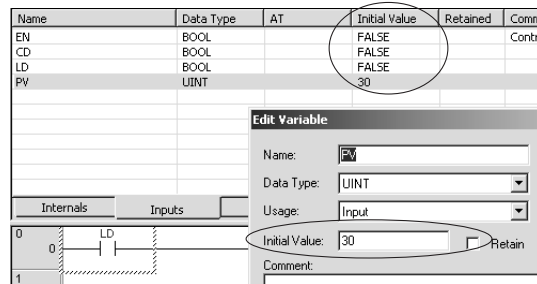 Name Data Type AT Initial Value Retained Comm
EN BOOL FALSE Contr
CD BOOL FALSE
LD BOOL FALSE
PV UINT 30
Edit Variable
Name: PV
Data Type: UINT
Usage: Input
Initial Value: 30 Retain
Comment:
Internals Inputs
0 0 LD
1